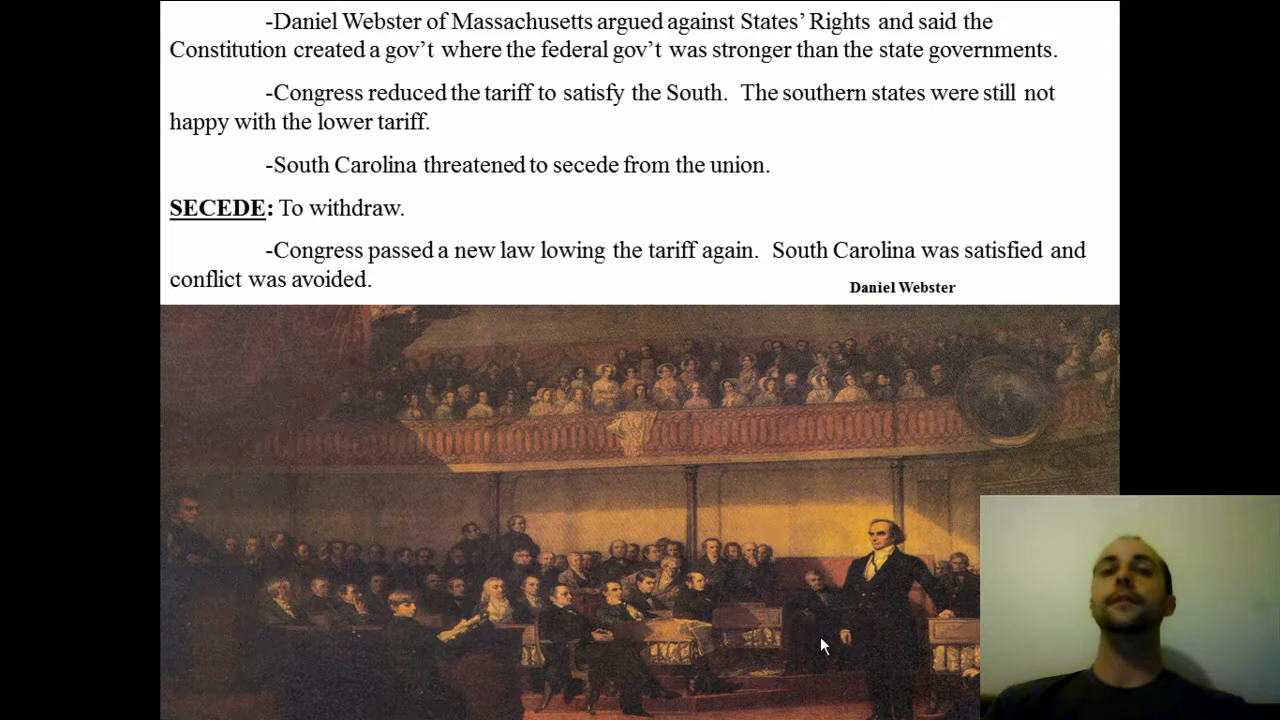 -Daniel Webster of Massachusetts argued against States’ Rights and said the
Constitution created a gov’t where the federal gov’t was stronger than the state governments.
-Congress reduced the tariff to satisfy the South.  The southern states were still not
happy with the lower tariff.
-South Carolina threatened to secede from the union.
SECEDE: To withdraw.
-Congress passed a new law lowing the tariff again.  South Carolina was satisfied and
conflict was avoided.
Daniel Webster